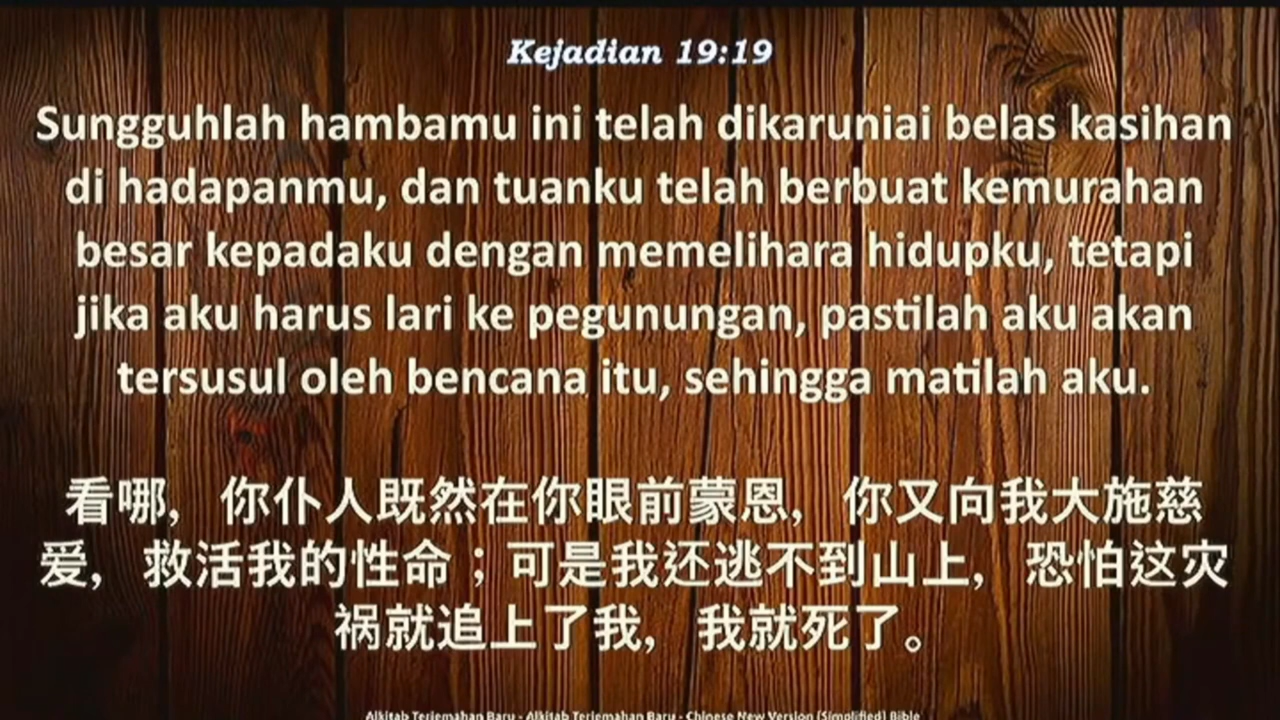 Kejadian 19:19
Sungguhlah hambamu ini telah dikaruniai belas kasihan
di hadapanmu, dan tuanku telah berbuat kemurahan
besar kepadaku dengan memelihara hidupku, tetapi
jika aku harus lari ke pegunungan, pastilah aku akan
tersusul oleh bencana itu, sehingga matilah aku.
看哪，你仆人既然在你眼前蒙恩，你又向我大施慈
爱，救活我的性命；可是我还逃不到山上，恐怕这灾
祸就追上了我，我就死了。
Alkitab Terjemahan Baru - Alkitab Terjemahan Baru - Chinese New Version (Simplified) Bible